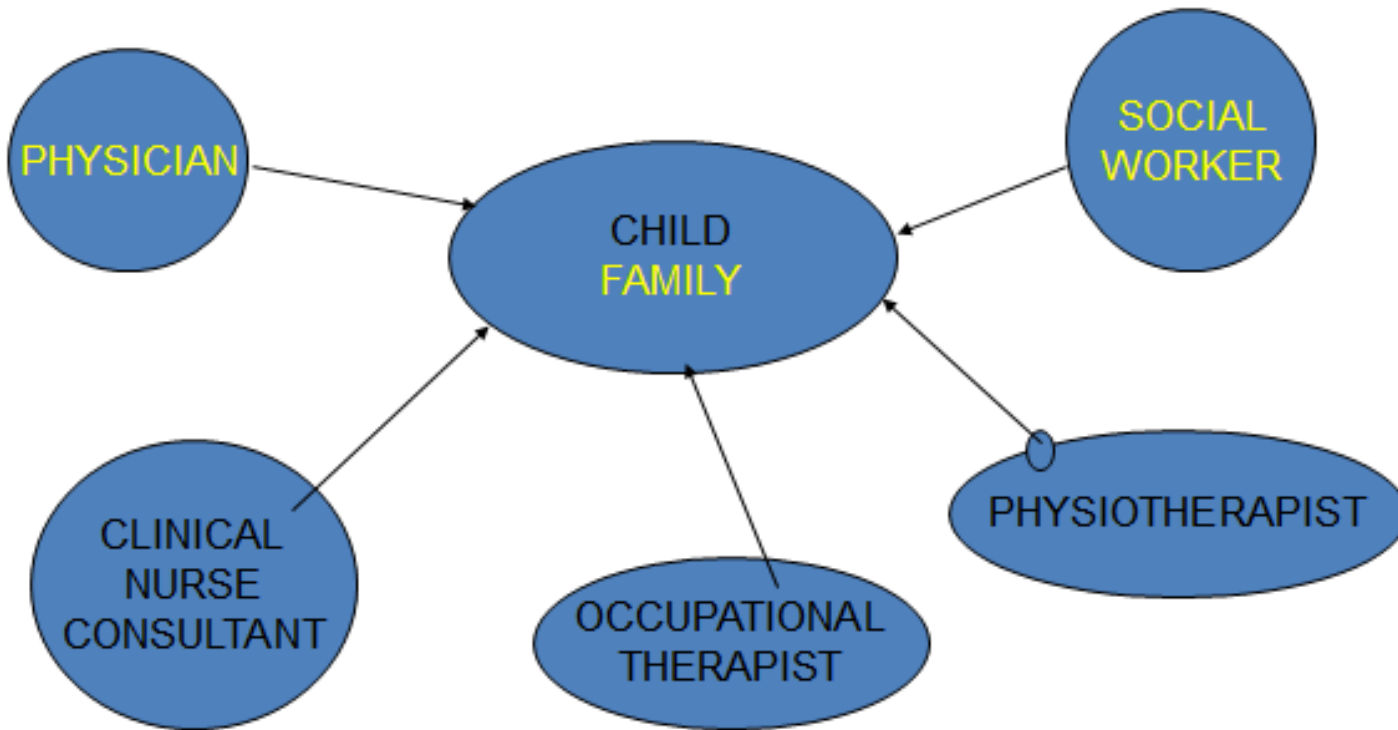 PHYSICIAN
SOCIAL
WORKER
CHILD
FAMILY
CLINICAL
NURSE
CONSULTANT
OCCUPATIONAL
THERAPIST
PHYSIOTHERAPIST